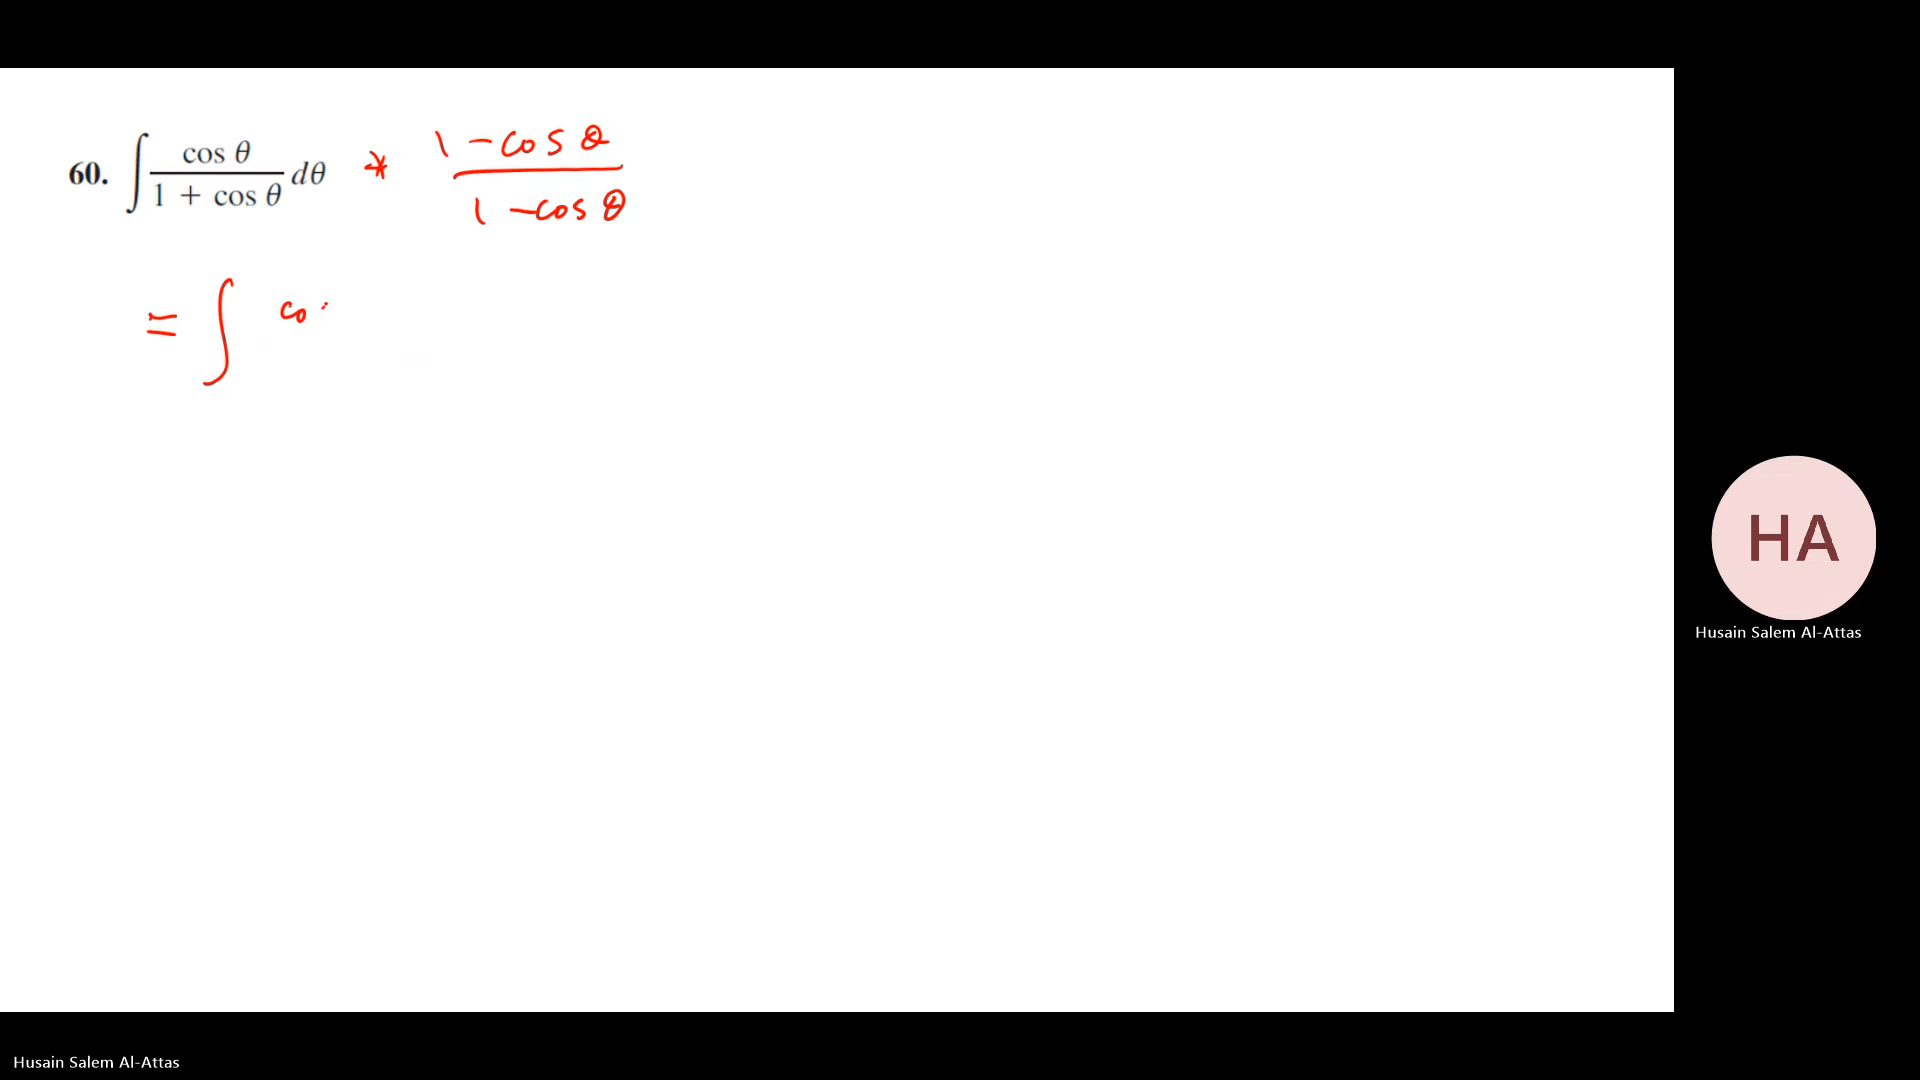 60. ∫ cos θ / 1 + cos θ dθ * 1 - cos θ / 1 - cos θ
= ∫ co
HA
Husain Salem Al-Attas
Husain Salem Al-Attas